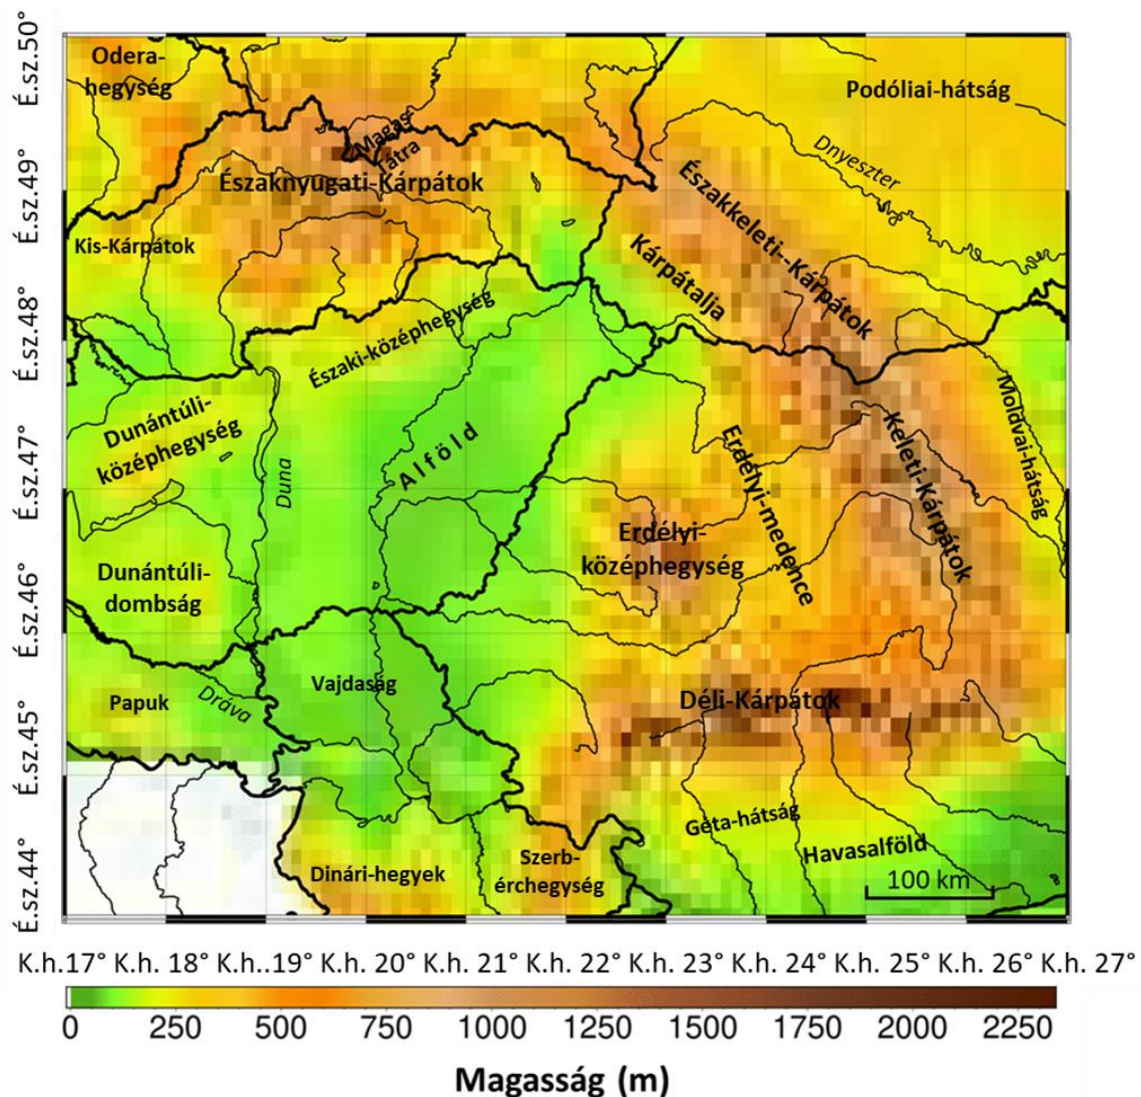 É.sz.50°
É.sz.49°
É.sz.48°
É.sz.47°
É.sz.46°
É.sz.45°
É.sz.44°
Odera-
hegység
Podóliai-hátság
Magas-
Tátra
Dnyeszter
Északnyugati-Kárpátok
Északkeleti--Kárpátok
Kis-Kárpátok
Kárpátalja
Északi-középhegység
Dunántúli-
középhegység
Duna
Alföld
Erdélyi-medence
Keleti-Kárpátok
Moldvai-hátság
Erdélyi-
középhegység
Dunántúli-
dombság
Vajdaság
Papuk
Dráva
Déli-Kárpátok
Géta-hátság
Havasalföld
Dinári-hegyek
Szerb-
érchegység
100 km
K.h.17° K.h. 18° K.h..19° K.h. 20° K.h. 21° K.h. 22° K.h. 23° K.h. 24° K.h. 25° K.h. 26° K.h. 27°
0 250 500 750 1000 1250 1500 1750 2000 2250
Magasság (m)